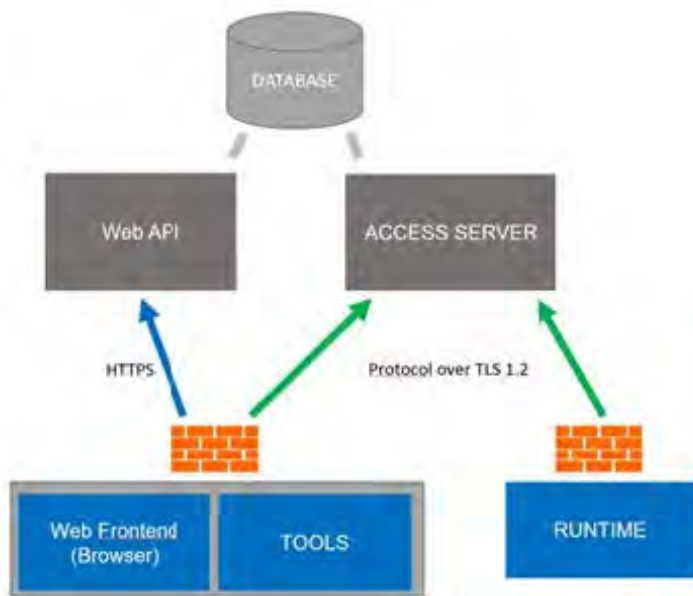 DATABASE
Web API
ACCESS SERVER
HTTPS
Protocol over TLS 1.2
Web Frontend
(Browser)
TOOLS
RUNTIME